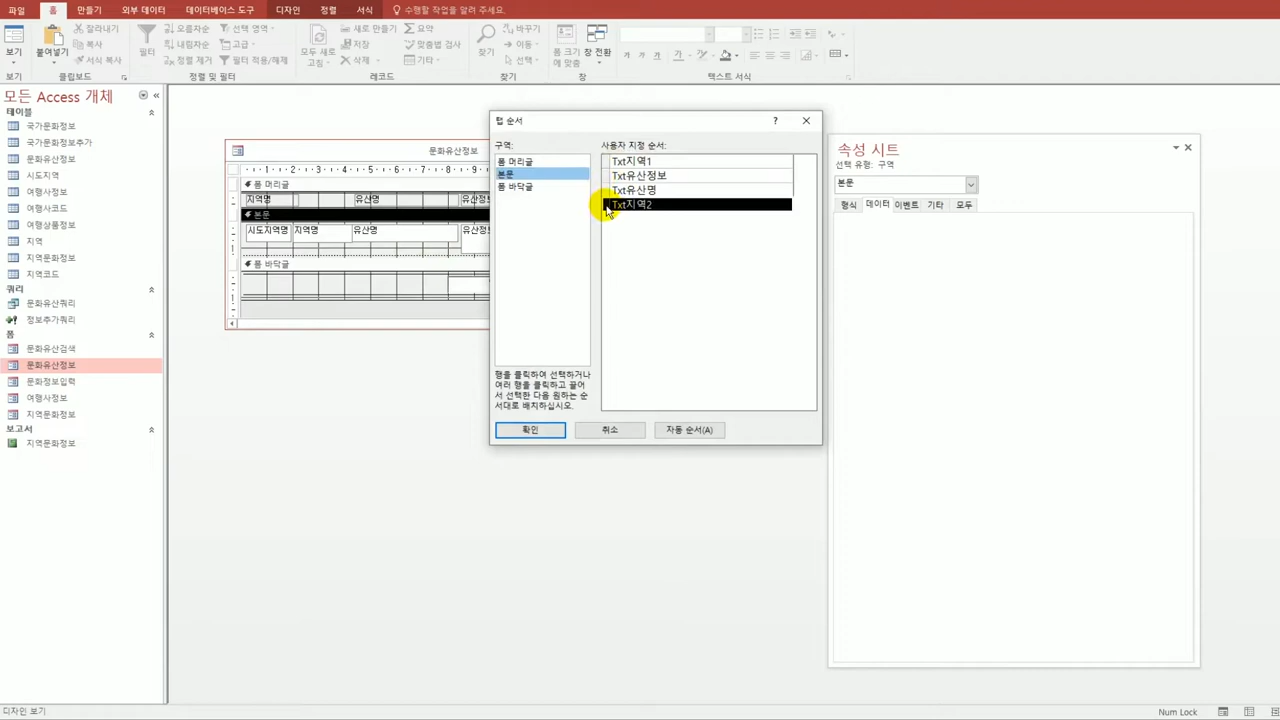 파일 홈 만들기 외부 데이터 데이터베이스 도구 디자인 정렬 서식 수행할 작업을 알려주세요.
잘라내기 오름차순 선택 영역 새로 만들기 요약 바꾸기
내림차순 고급 저장 맞춤법 검사 이동
보기 붙여넣기 서식 복사 필터 정렬 제거 필터 적용/해제 모두 새로 고침 삭제 기타 찾기 선택 폼 크기에 맞춤 창 전환
보기 클립보드 정렬 및 필터 레코드 찾기 창 텍스트 서식
모든 Access 개체
테이블
국가문화정보
국가문화정보추가
문화유산정보
시도지역
여행사정보
여행사코드
여행상품정보
지역
지역문화정보
지역코드
쿼리
문화유산쿼리
정보추가쿼리
폼
문화유산검색
문화유산정보
문화정보입력
여행사정보
지역문화정보
보고서
지역문화정보
문화유산정보
1 2 3 4 5 6 7 8 9
폼 머리글
지역명 유산명 유산정
본문
시도지역명 지역명 유산명 유산정
폼 바닥글
탭 순서 ?
구역: 사용자 지정 순서:
폼 머리글
본문
폼 바닥글
Txt지역1
Txt유산정보
Txt유산명
Txt지역2
행을 클릭하여 선택하거나
여러 행을 클릭하고 끌어
서 선택한 다음 원하는 순
서대로 배치하십시오.
확인 취소 자동 순서(A)
속성 시트
선택 유형: 구역
본문
형식 데이터 이벤트 기타 모두
디자인 보기 Num Lock